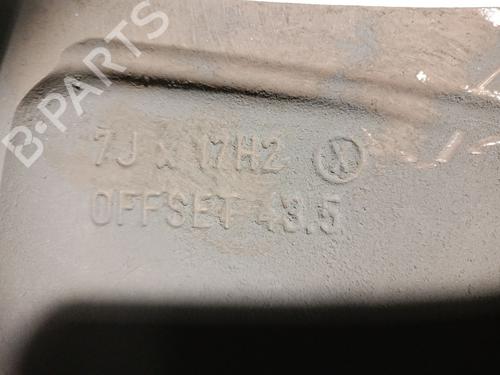 B-PARTS
7J x 17H2 X
OFFSET 43.5